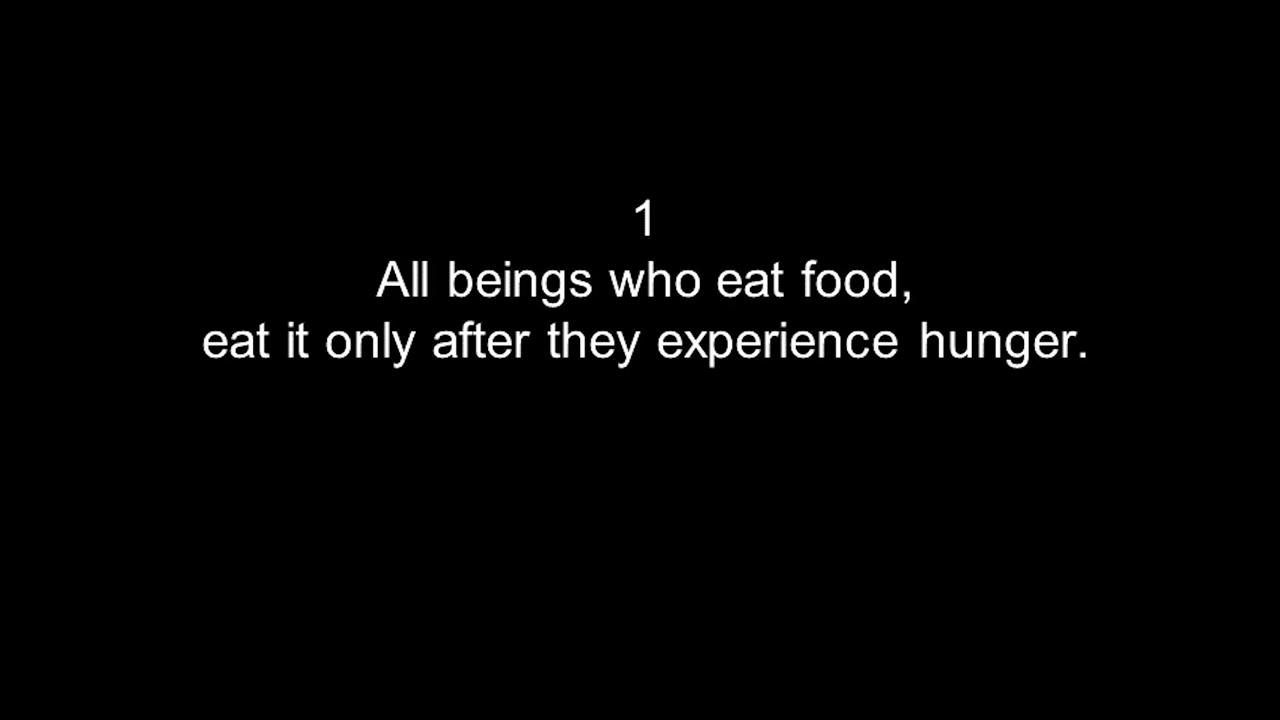 1
All beings who eat food,
eat it only after they experience hunger.